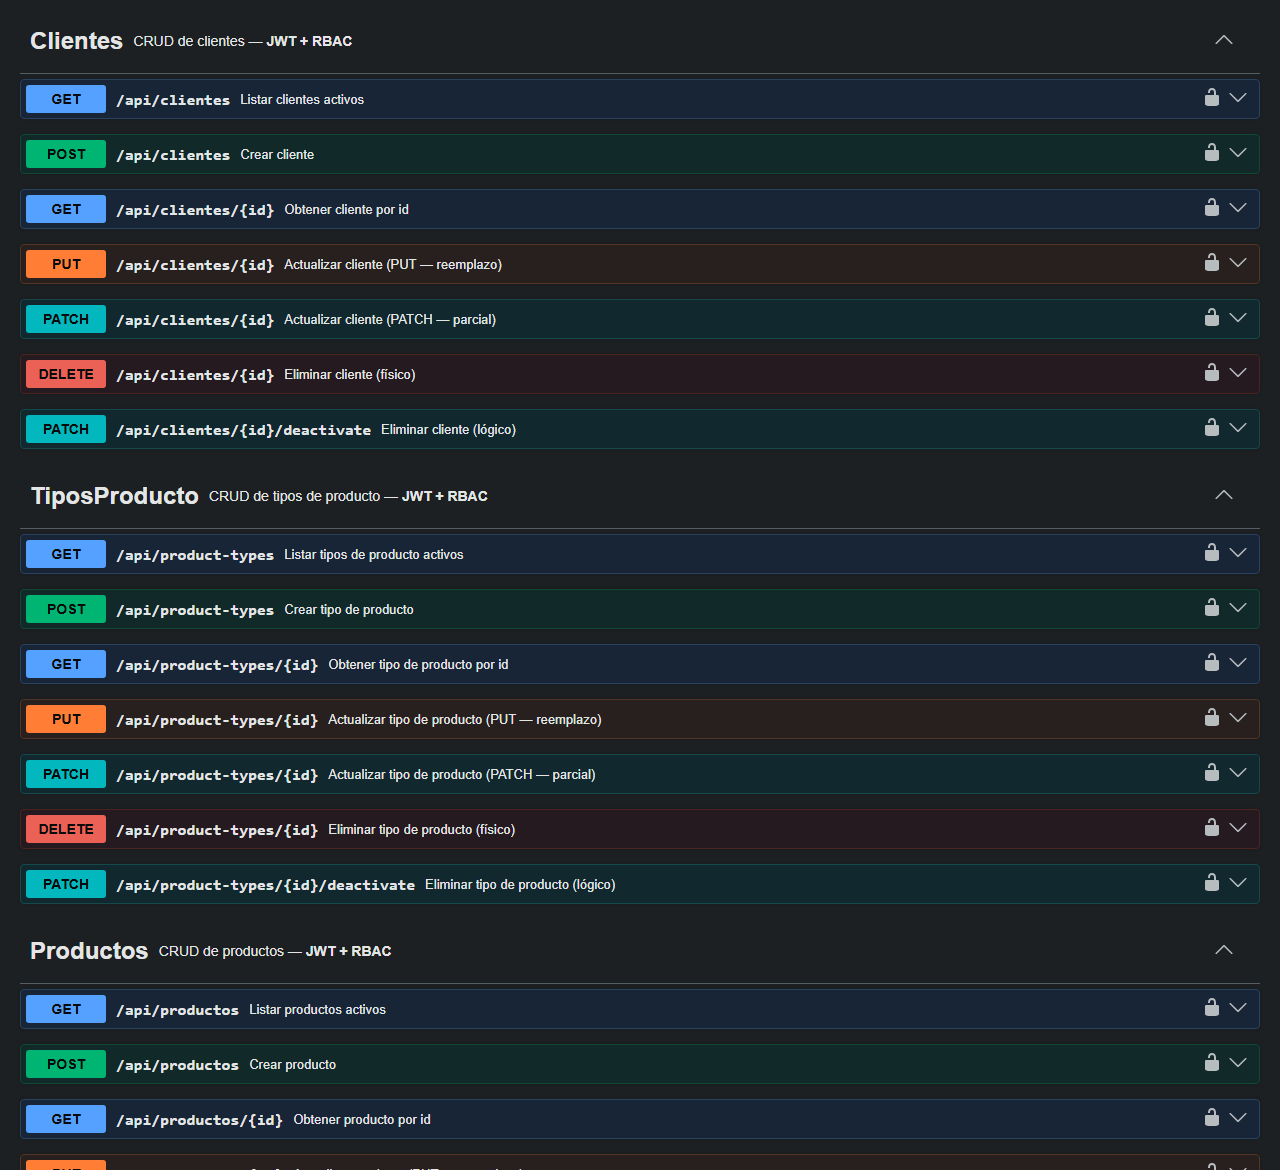 Clientes CRUD de clientes — JWT + RBAC
GET /api/clientes Listar clientes activos
POST /api/clientes Crear cliente
GET /api/clientes/{id} Obtener cliente por id
PUT /api/clientes/{id} Actualizar cliente (PUT — reemplazo)
PATCH /api/clientes/{id} Actualizar cliente (PATCH — parcial)
DELETE /api/clientes/{id} Eliminar cliente (físico)
PATCH /api/clientes/{id}/deactivate Eliminar cliente (lógico)
TiposProducto CRUD de tipos de producto — JWT + RBAC
GET /api/product-types Listar tipos de producto activos
POST /api/product-types Crear tipo de producto
GET /api/product-types/{id} Obtener tipo de producto por id
PUT /api/product-types/{id} Actualizar tipo de producto (PUT — reemplazo)
PATCH /api/product-types/{id} Actualizar tipo de producto (PATCH — parcial)
DELETE /api/product-types/{id} Eliminar tipo de producto (físico)
PATCH /api/product-types/{id}/deactivate Eliminar tipo de producto (lógico)
Productos CRUD de productos — JWT + RBAC
GET /api/productos Listar productos activos
POST /api/productos Crear producto
GET /api/productos/{id} Obtener producto por id